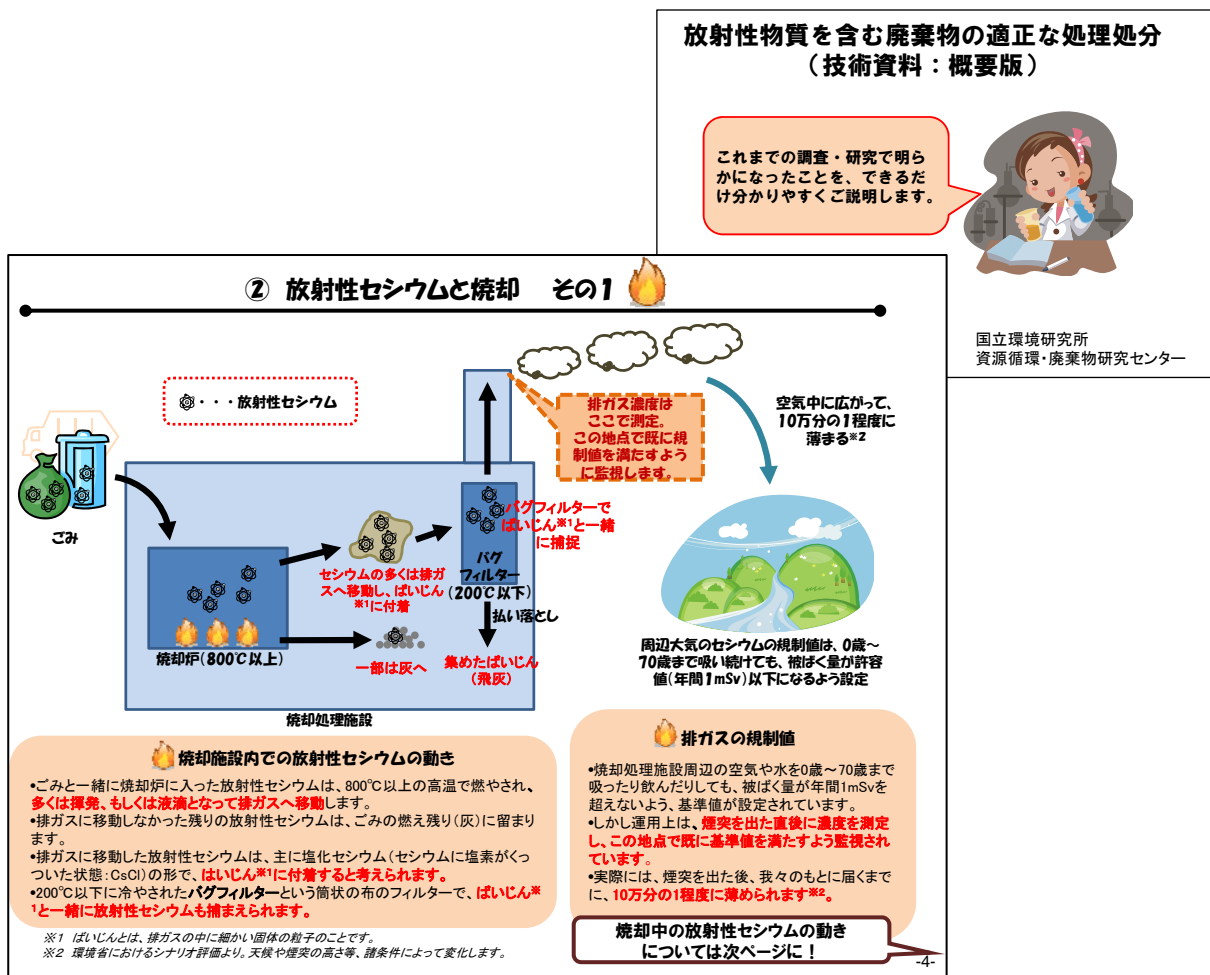 放射性物質を含む廃棄物の適正な処理処分
（技術資料：概要版）
これまでの調査・研究で明ら
かになったことを、できるだ
け分かりやすくご説明します。
国立環境研究所
資源循環・廃棄物研究センター
② 放射性セシウムと焼却　その1
・・・放射性セシウム
ごみ
焼却炉(800℃以上)
セシウムの多くは排ガ
スへ移動し、ばいじん
※1に付着
一部は灰へ
バグ
フィルター
(200℃以下)
バグフィルターで
ばいじん※1と一緒
に捕捉
払い落とし
集めたばいじん
(飛灰)
焼却処理施設
排ガス濃度は
ここで測定。
この地点で既に規
制値を満たすよう
に監視します。
空気中に広がって、
10万分の1程度に
薄まる※2
周辺大気のセシウムの規制値は、0歳～
70歳まで吸い続けても、被ばく量が許容
値(年間1mSv)以下になるよう設定
焼却施設内での放射性セシウムの動き
•ごみと一緒に焼却炉に入った放射性セシウムは、800℃以上の高温で燃やされ、
多くは揮発、もしくは液滴となって排ガスへ移動します。
•排ガスに移動しなかった残りの放射性セシウムは、ごみの燃え残り(灰)に留まり
ます。
•排ガスに移動した放射性セシウムは、主に塩化セシウム(セシウムに塩素がくっ
ついた状態：CsCl)の形で、はいじん※1に付着すると考えられます。
•200℃以下に冷やされたバグフィルターという筒状の布のフィルターで、ばいじん※
1と一緒に放射性セシウムも捕まえられます。
※1 ばいじんとは、排ガスの中に細かい固体の粒子のことです。
※2 環境省におけるシナリオ評価より。天候や煙突の高さ等、諸条件によって変化します。
排ガスの規制値
•焼却処理施設周辺の空気や水を0歳～70歳まで
吸ったり飲んだりしても、被ばく量が年間1mSvを
超えないよう、基準値が設定されています。
•しかし運用上は、煙突を出た直後に濃度を測定
し、この地点で既に基準値を満たすよう監視され
ています。
•実際には、煙突を出た後、我々のもとに届くまで
に、10万分の1程度に薄められます※2。
焼却中の放射性セシウムの動き
については次ページに！
-4-